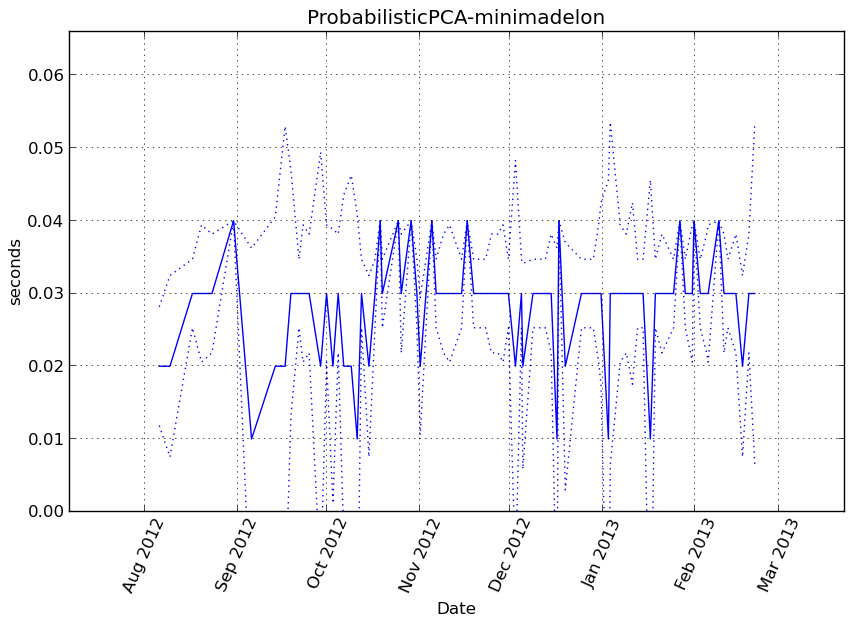 ProbabilisticPCA-minimadelon
0.06
0.05
0.04
0.03
0.02
0.01
0.00
seconds
Aug 2012
Sep 2012
Oct 2012
Nov 2012
Dec 2012
Jan 2013
Feb 2013
Mar 2013
Date